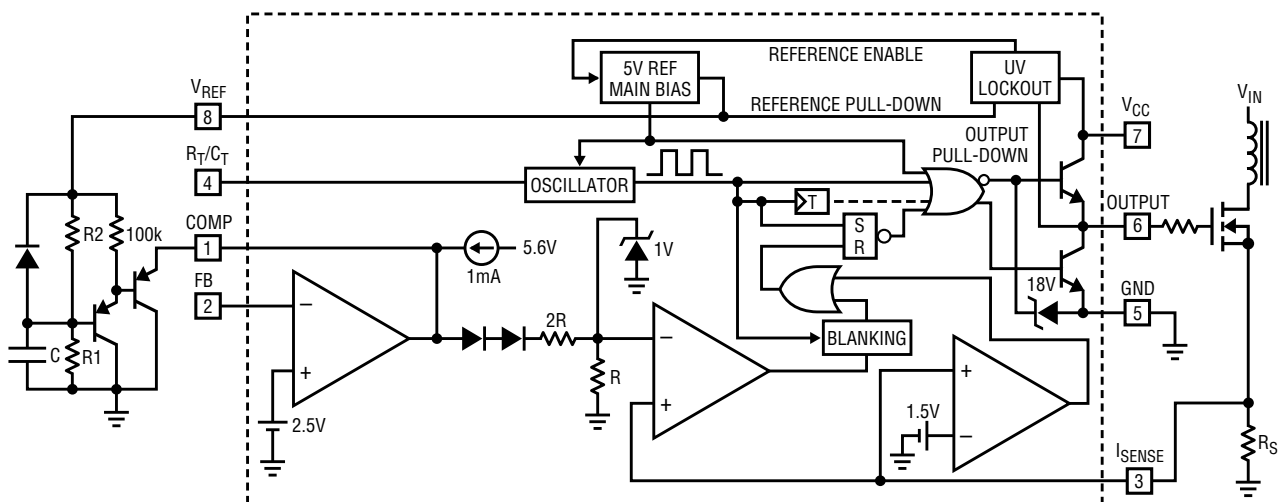 REFERENCE ENABLE
5V REF
MAIN BIAS
UV
LOCKOUT
V_REF
8
REFERENCE PULL-DOWN
V_CC
7
V_IN
R_T/C_T
4
OSCILLATOR
OUTPUT
PULL-DOWN
T
OUTPUT
6
COMP
1
R2
100k
1mA
5.6V
1V
S
R
FB
2
18V
GND
5
C
R1
2R
R
BLANKING
2.5V
1.5V
I_SENSE
3
R_S